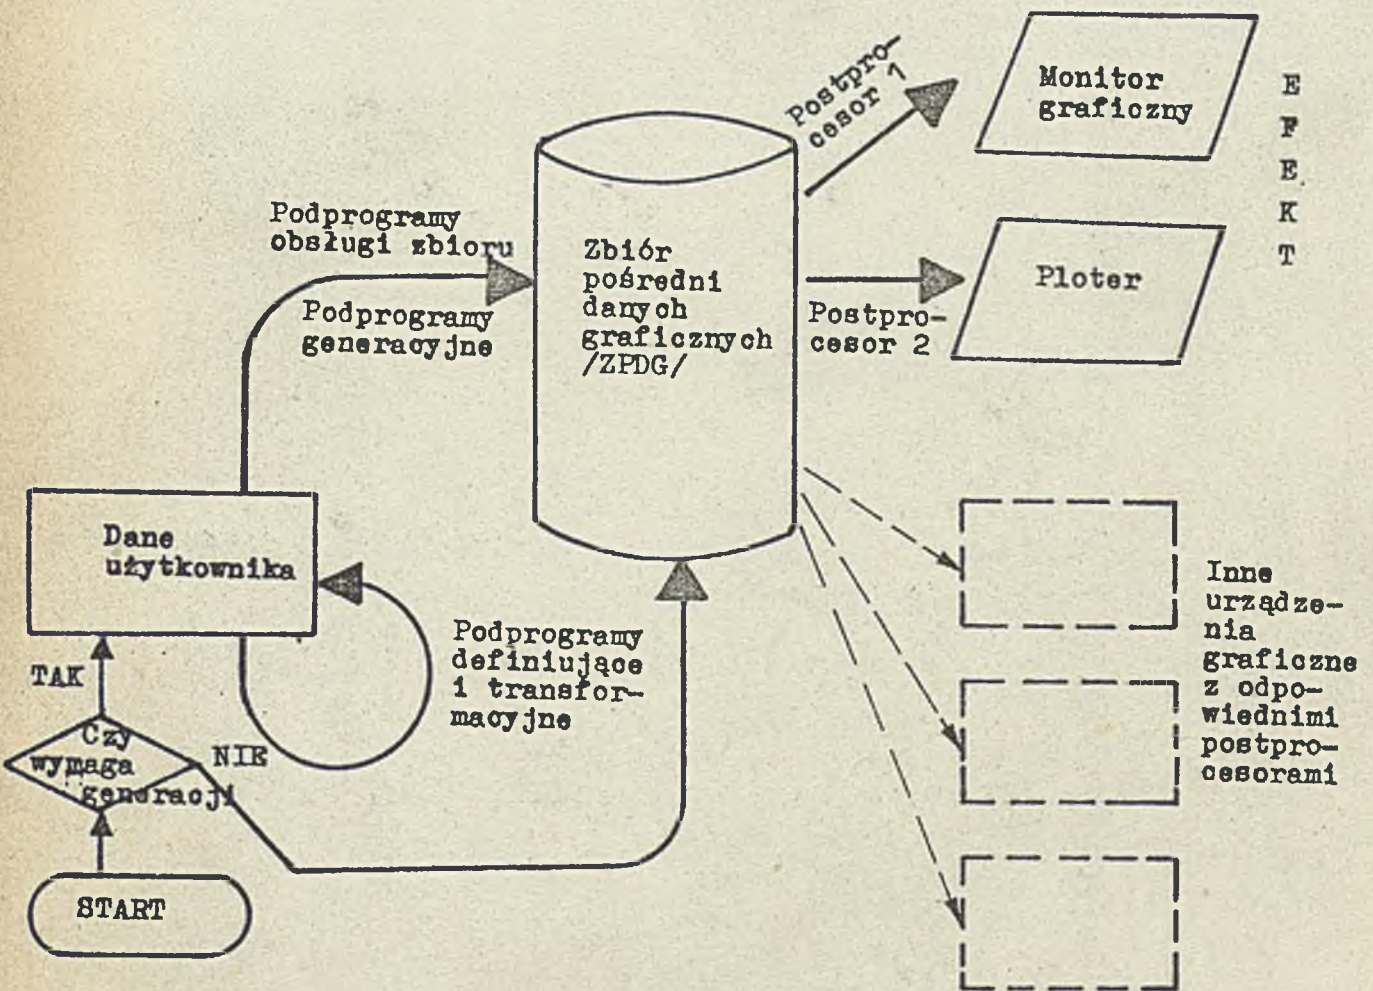 Postpro-
cesor 1
Monitor
graficzny
E
F
E
K
T
Podprogramy
obsługi zbioru
Podprogramy
generacyjne
Zbiór
pośredni
danych
graficznych
/ZPDG/
Postpro-
cesor 2
Ploter
Dane
użytkownika
Podprogramy
definiujące
i transfor-
macyjne
Inne
urządze-
nia
graficzne
z odpo-
wiednimi
postpro-
cesorami
TAK
Czy
wymaga
generacji
NIE
START